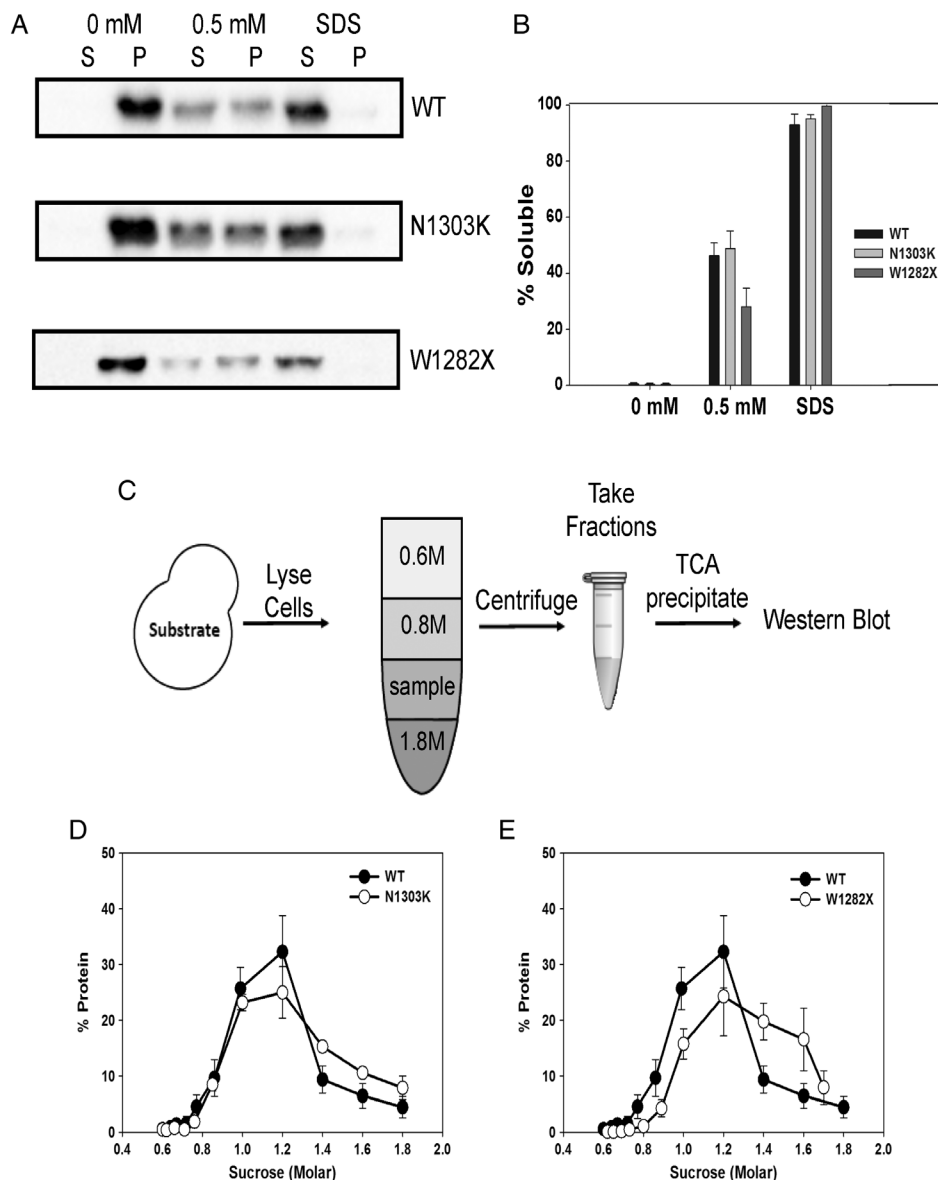 A
0 mM 0.5 mM SDS
S P S P S P
WT
N1303K
W1282X
B
% Soluble
100
80
60
40
20
0
0 mM 0.5 mM SDS
WT
N1303K
W1282X
C
Substrate
Lyse
Cells
0.6M
0.8M
sample
1.8M
Centrifuge
Take
Fractions
TCA
precipitate
Western Blot
D
% Protein
50
40
30
20
10
0
0.4 0.6 0.8 1.0 1.2 1.4 1.6 1.8 2.0
Sucrose (Molar)
WT
N1303K
E
% Protein
50
40
30
20
10
0
0.4 0.6 0.8 1.0 1.2 1.4 1.6 1.8 2.0
Sucrose (Molar)
WT
W1282X